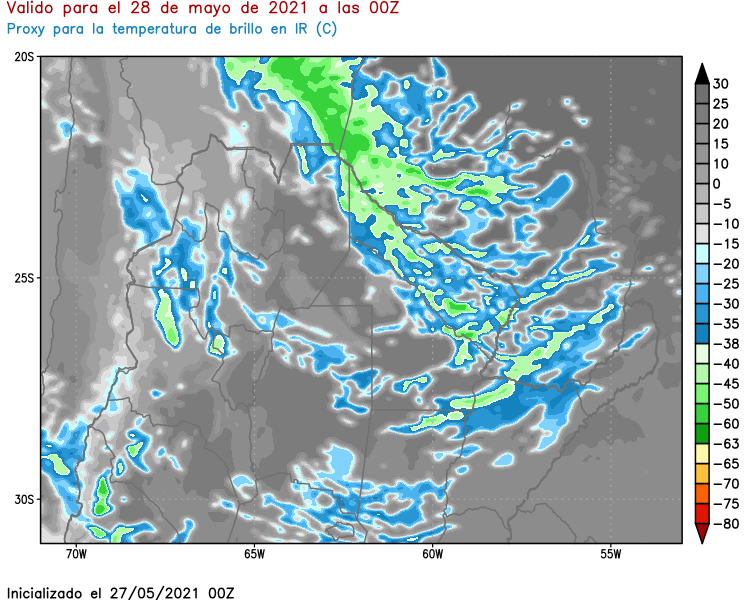 Valido para el 28 de mayo de 2021 a las 00Z
Proxy para la temperatura de brillo en IR (C)
20S
25S
30S
70W
65W
60W
55W
30
25
20
15
10
0
−5
−10
−15
−20
−25
−30
−35
−38
−40
−45
−50
−60
−63
−65
−70
−75
−80
Inicializado el 27/05/2021 00Z